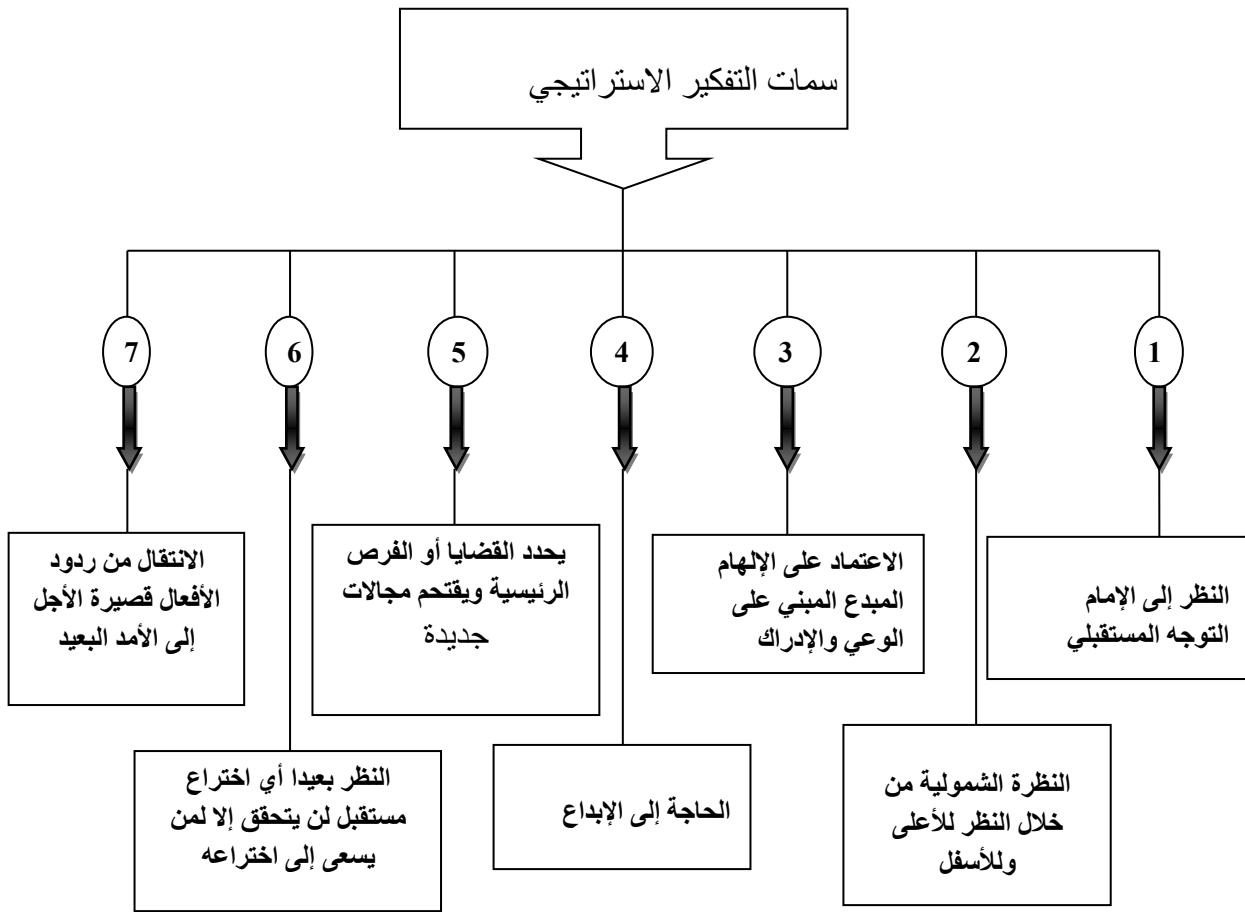 سمات التفكير الاستراتيجي
1
2
3
4
5
6
7
النظر إلى الإمام
التوجه المستقبلي
النظرة الشمولية من
خلال النظر للأعلى
وللأسفل
الاعتماد على الإلهام
المبدع المبني على
الوعي والإدراك
الحاجة إلى الإبداع
يحدد القضايا أو الفرص
الرئيسية ويقتحم مجالات
جديدة
النظر بعيدا أي اختراع
مستقبل لن يتحقق إلا لمن
يسعى إلى اختراعه
الانتقال من ردود
الأفعال قصيرة الأجل
إلى الأمد البعيد